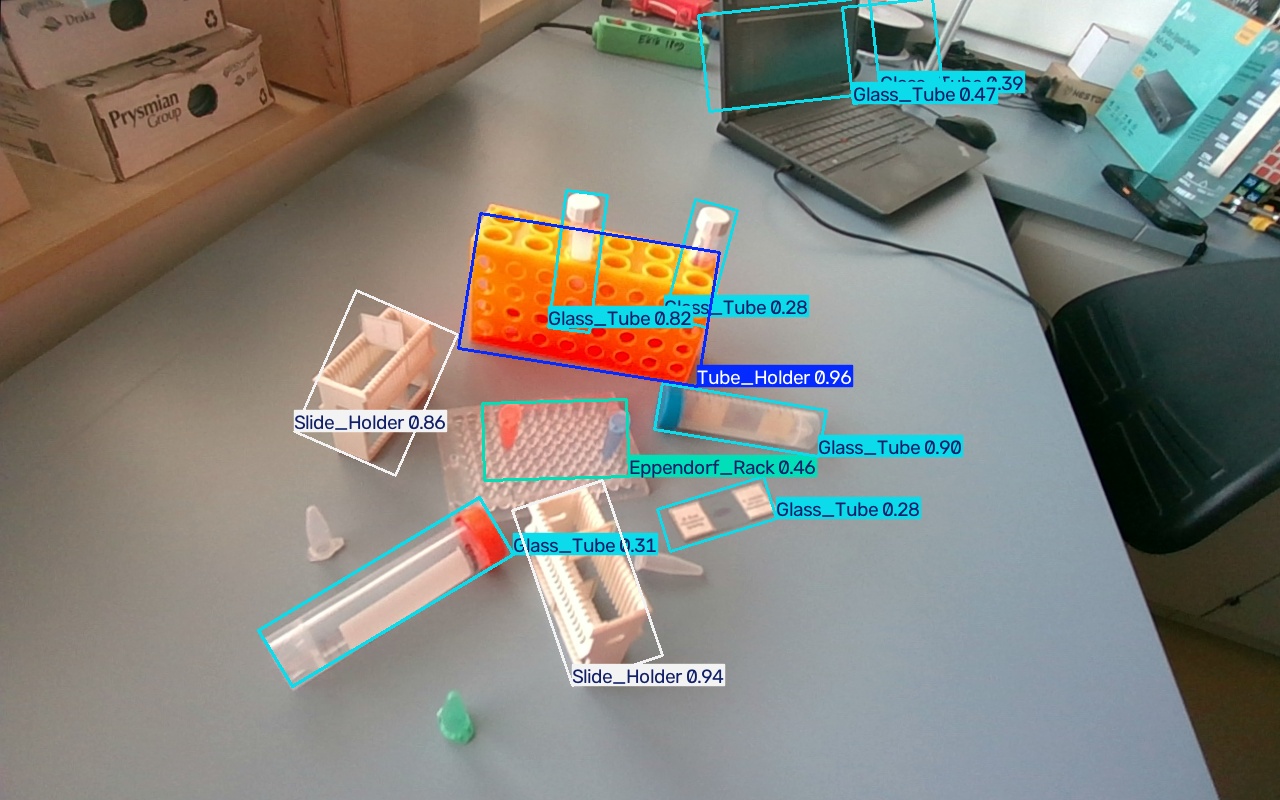 Draka
Prysmian
Group
Glass_Tube 0.39
Glass_Tube 0.47
Glass_Tube 0.28
Glass_Tube 0.82
Tube_Holder 0.96
Slide_Holder 0.86
Glass_Tube 0.90
Eppendorf_Rack 0.46
Glass_Tube 0.28
Glass_Tube 0.31
Slide_Holder 0.94